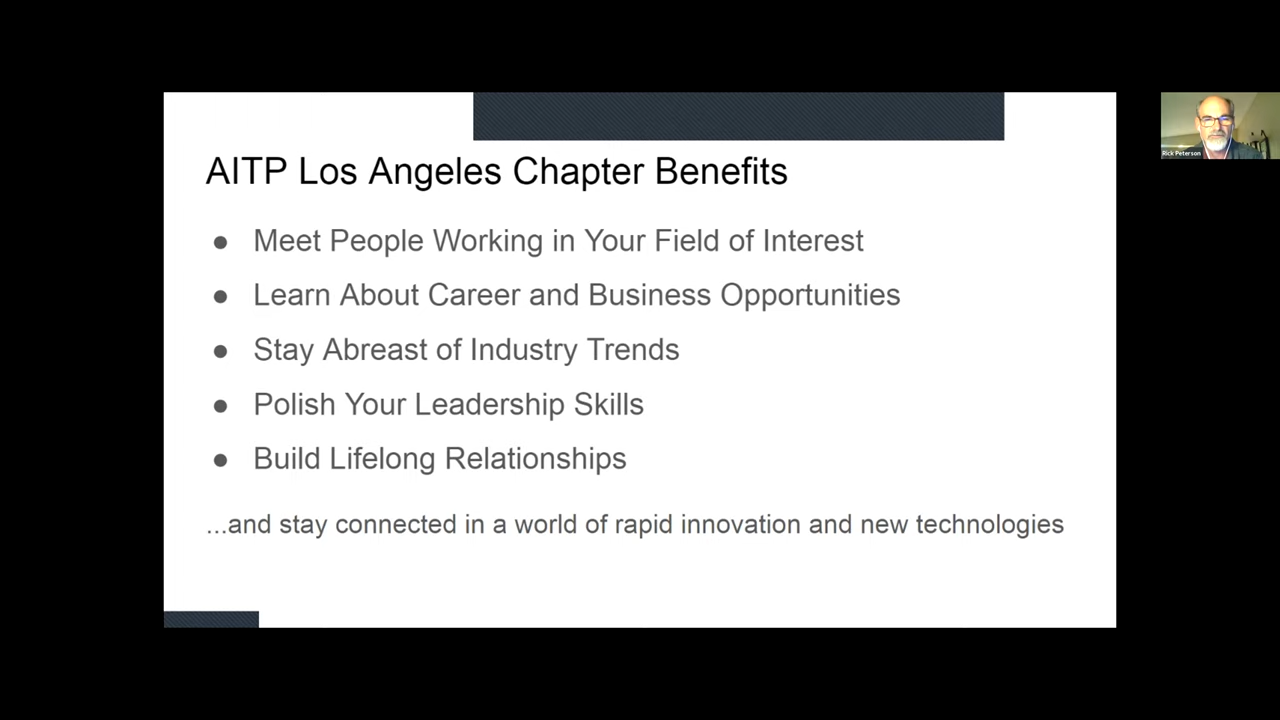 AITP Los Angeles Chapter Benefits
● Meet People Working in Your Field of Interest
● Learn About Career and Business Opportunities
● Stay Abreast of Industry Trends
● Polish Your Leadership Skills
● Build Lifelong Relationships
...and stay connected in a world of rapid innovation and new technologies
Rick Peterson